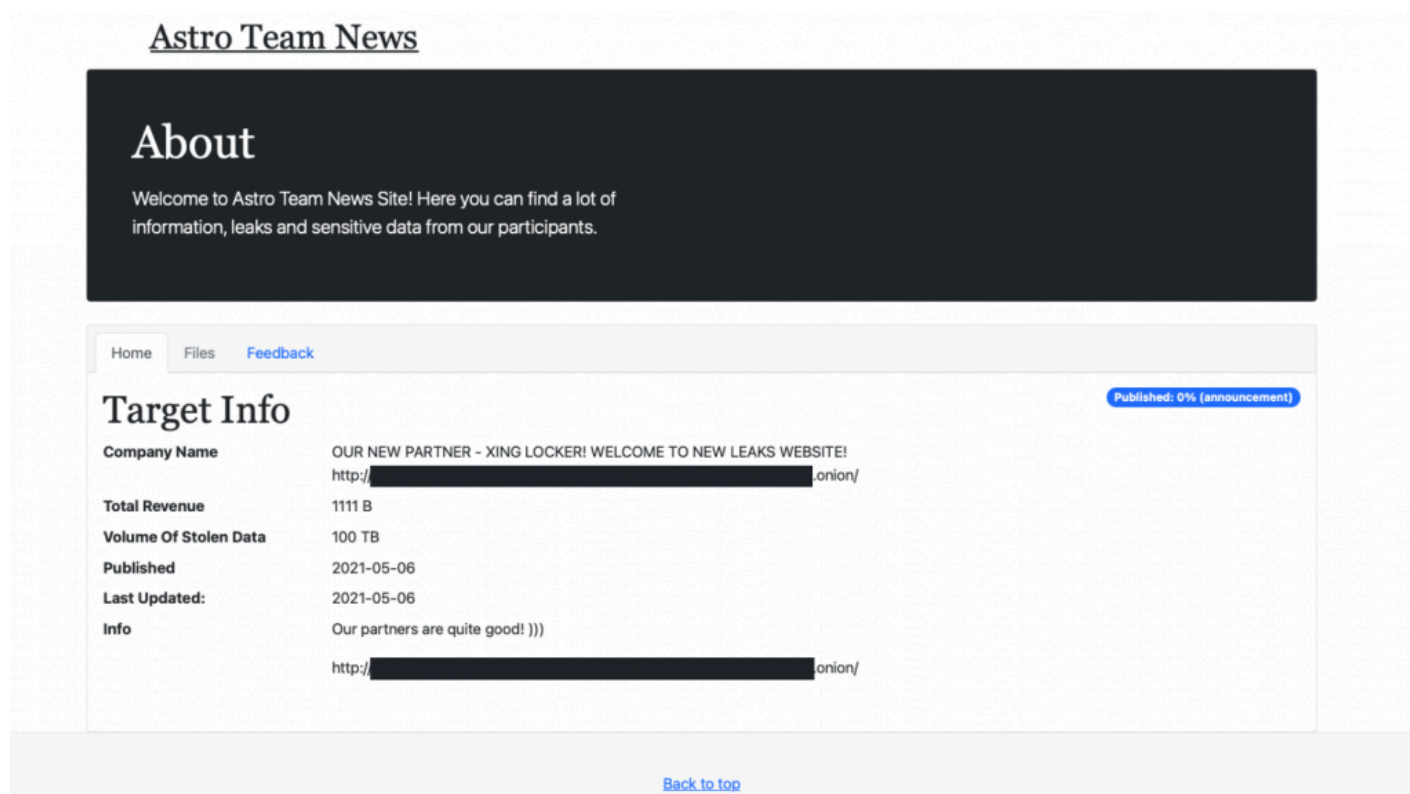 Astro Team News
About
Welcome to Astro Team News Site! Here you can find a lot of
information, leaks and sensitive data from our participants.
Home Files Feedback
Target Info
Published: 0% (announcement)
Company Name OUR NEW PARTNER - XING LOCKER! WELCOME TO NEW LEAKS WEBSITE!
http:// .onion/
Total Revenue 1111 B
Volume Of Stolen Data 100 TB
Published 2021-05-06
Last Updated: 2021-05-06
Info Our partners are quite good! )))
http:// .onion/
Back to top